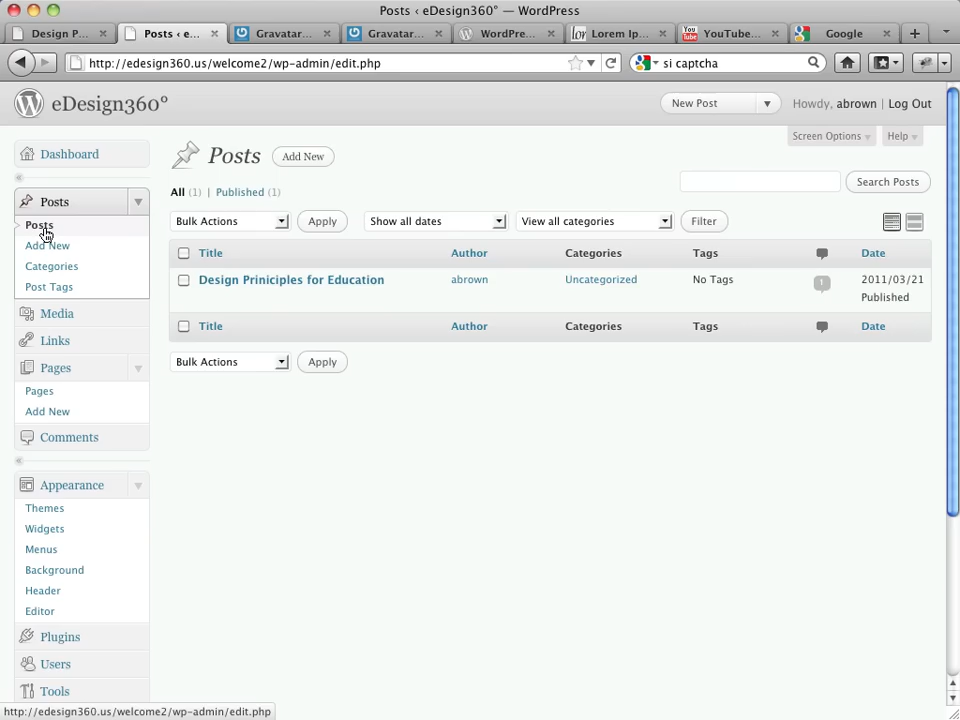 Posts ‹ eDesign360° — WordPress
Design P...
Posts ‹ e...
Gravatar...
Gravatar...
WordPre...
lor
Lorem Ip...
You Tube
YouTube...
Google
http://edesign360.us/welcome2/wp-admin/edit.php
si captcha
eDesign360°
New Post
Howdy, abrown | Log Out
Screen Options
Help
Dashboard
Posts
Posts
Add New
Categories
Post Tags
Media
Links
Pages
Pages
Add New
Comments
Appearance
Themes
Widgets
Menus
Background
Header
Editor
Plugins
Users
Tools
Posts
Add New
All (1) | Published (1)
Search Posts
Bulk Actions
Apply
Show all dates
View all categories
Filter
Title Author Categories Tags Date
Design Priniciples for Education abrown Uncategorized No Tags 1 2011/03/21
Published
Title Author Categories Tags Date
Bulk Actions
Apply
http://edesign360.us/welcome2/wp-admin/edit.php